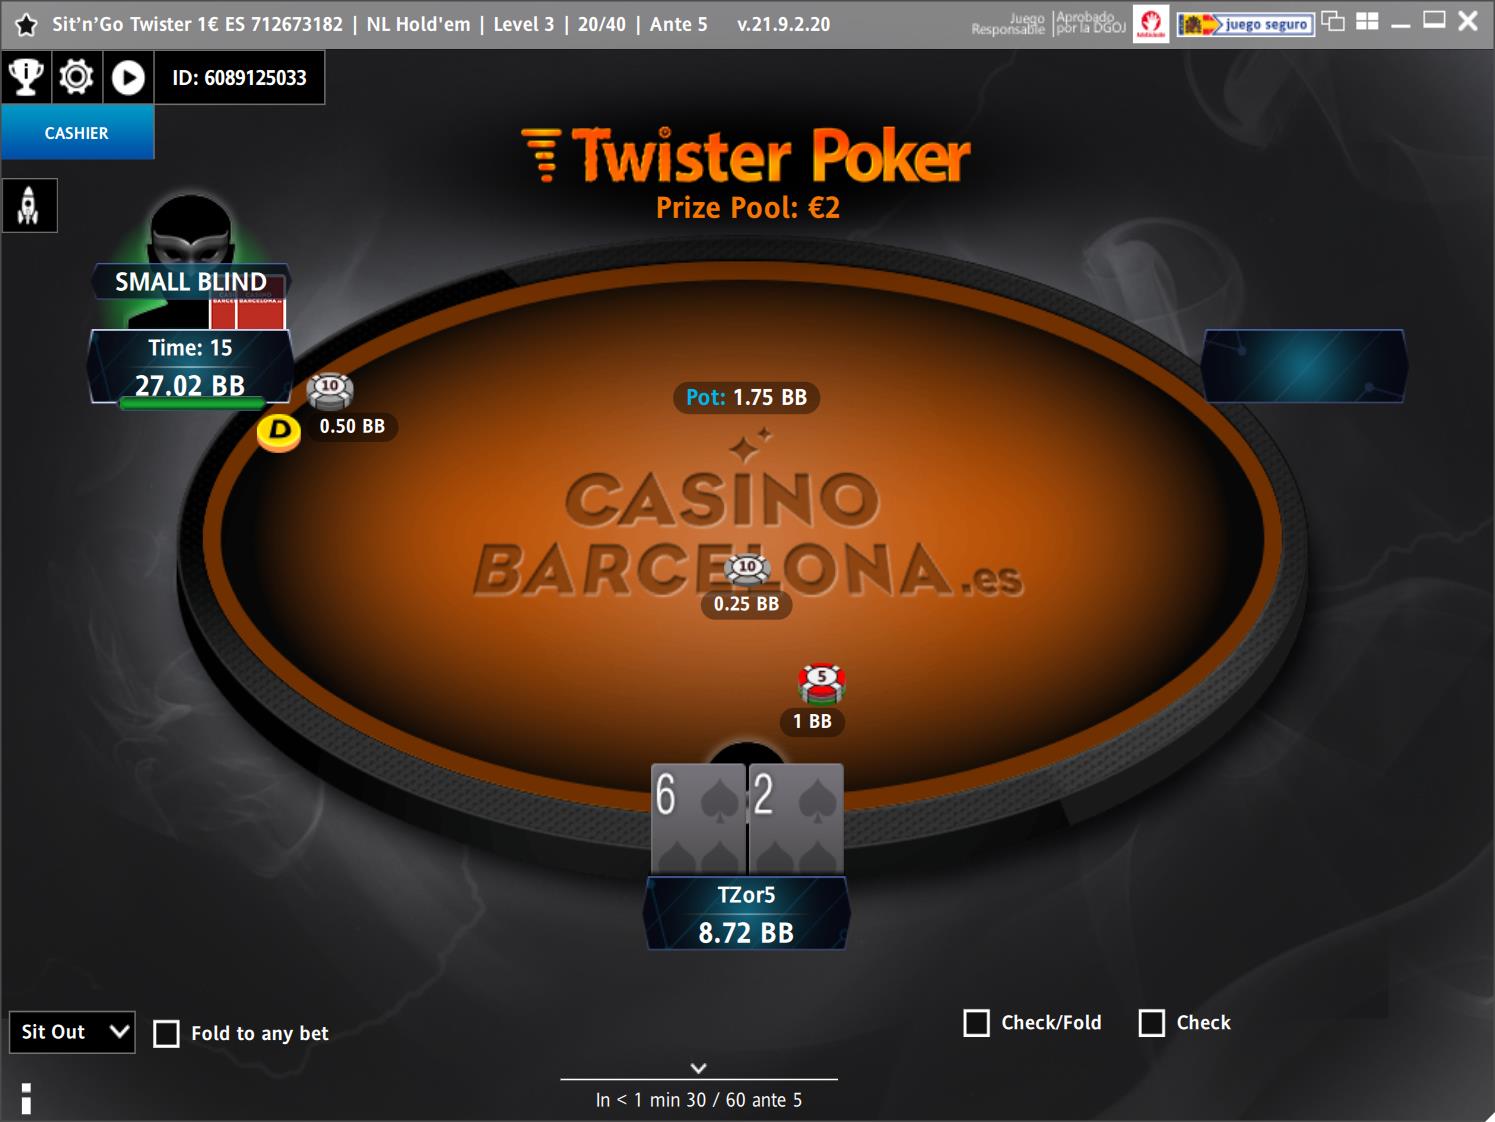 Sit'n'Go Twister 1€ ES 712673182 | NL Hold'em | Level 3 | 20/40 | Ante 5 v.21.9.2.20
Juego Responsable
Aprobado por la DGOJ
juego seguro
ID: 6089125033
CASHIER
Twister Poker
Prize Pool: €2
SMALL BLIND
Time: 15
27.02 BB
10
D
0.50 BB
Pot: 1.75 BB
CASINO
BARCELONA.es
10
0.25 BB
5
1 BB
6 2
TZor5
8.72 BB
Sit Out
Fold to any bet
Check/Fold
Check
In < 1 min 30 / 60 ante 5